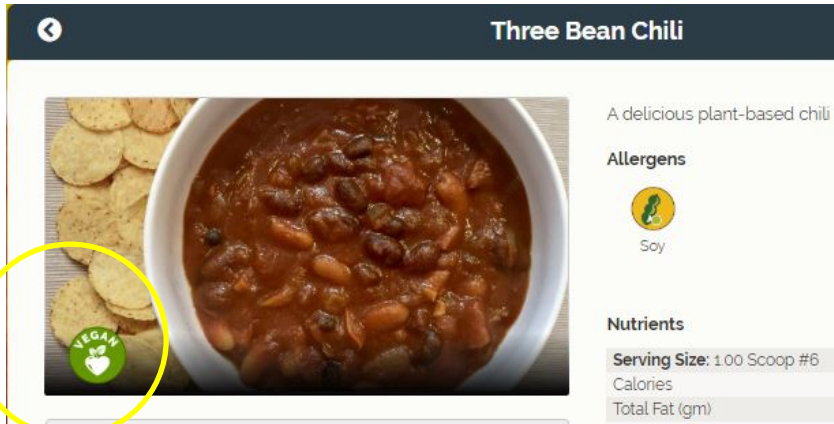 Three Bean Chili
A delicious plant-based chili
Allergens
Soy
VEGAN
Nutrients
Serving Size: 1.00 Scoop #6
Calories
Total Fat (gm)